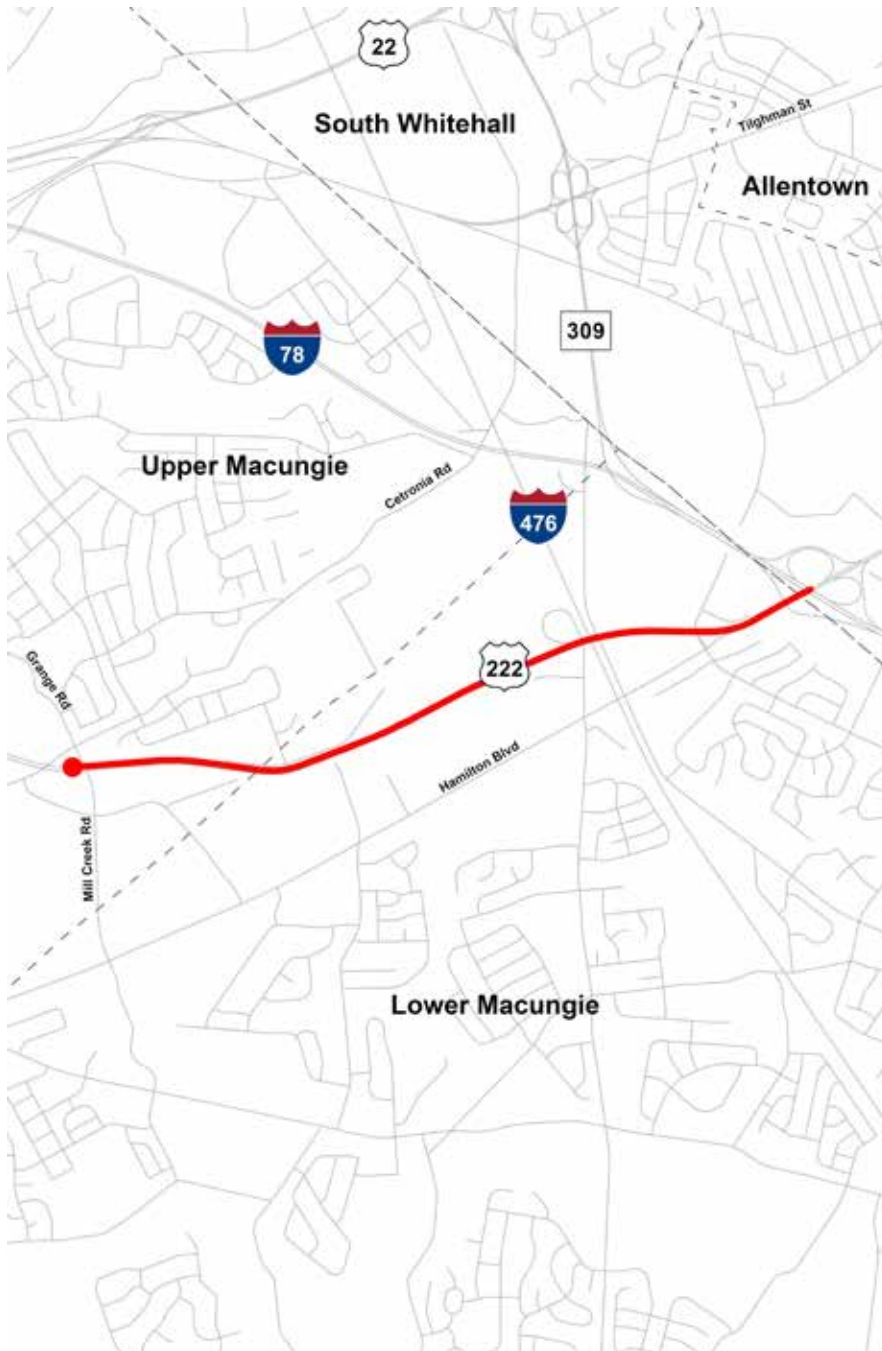 22
South Whitehall
Tilghman St
Allentown
309
78
Upper Macungie
Cetronia Rd
476
Grange Rd
222
Hamilton Blvd
Mill Creek Rd
Lower Macungie